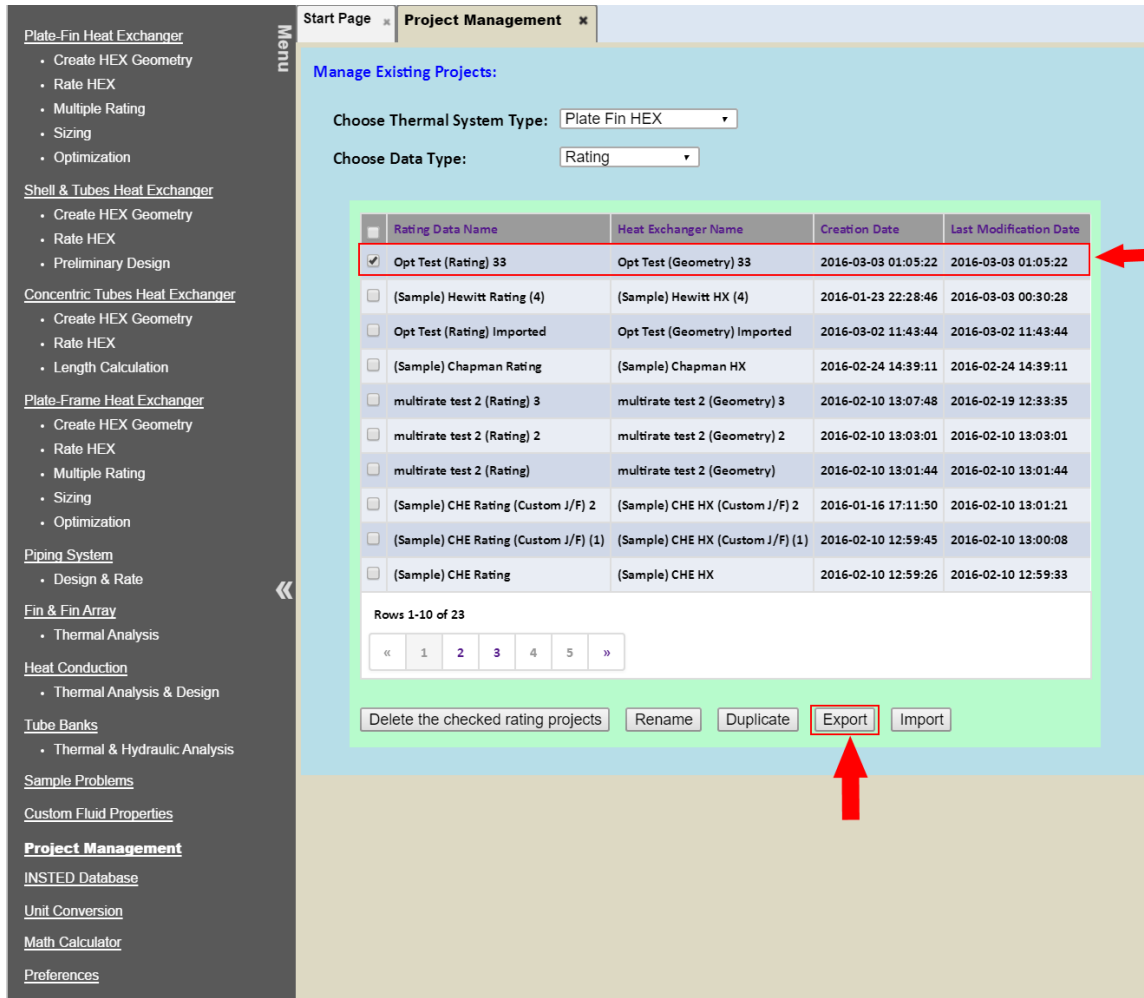 Menu
Plate-Fin Heat Exchanger
• Create HEX Geometry
• Rate HEX
• Multiple Rating
• Sizing
• Optimization
Shell & Tubes Heat Exchanger
• Create HEX Geometry
• Rate HEX
• Preliminary Design
Concentric Tubes Heat Exchanger
• Create HEX Geometry
• Rate HEX
• Length Calculation
Plate-Frame Heat Exchanger
• Create HEX Geometry
• Rate HEX
• Multiple Rating
• Sizing
• Optimization
Piping System
• Design & Rate
«
Fin & Fin Array
• Thermal Analysis
Heat Conduction
• Thermal Analysis & Design
Tube Banks
• Thermal & Hydraulic Analysis
Sample Problems
Custom Fluid Properties
Project Management
INSTED Database
Unit Conversion
Math Calculator
Preferences
Start Page × Project Management ×
Manage Existing Projects:
Choose Thermal System Type: Plate Fin HEX
Choose Data Type: Rating
Rating Data Name Heat Exchanger Name Creation Date Last Modification Date
Opt Test (Rating) 33 Opt Test (Geometry) 33 2016-03-03 01:05:22 2016-03-03 01:05:22
(Sample) Hewitt Rating (4) (Sample) Hewitt HX (4) 2016-01-23 22:28:46 2016-03-03 00:30:28
Opt Test (Rating) Imported Opt Test (Geometry) Imported 2016-03-02 11:43:44 2016-03-02 11:43:44
(Sample) Chapman Rating (Sample) Chapman HX 2016-02-24 14:39:11 2016-02-24 14:39:11
multirate test 2 (Rating) 3 multirate test 2 (Geometry) 3 2016-02-10 13:07:48 2016-02-19 12:33:35
multirate test 2 (Rating) 2 multirate test 2 (Geometry) 2 2016-02-10 13:03:01 2016-02-10 13:03:01
multirate test 2 (Rating) multirate test 2 (Geometry) 2016-02-10 13:01:44 2016-02-10 13:01:44
(Sample) CHE Rating (Custom J/F) 2 (Sample) CHE HX (Custom J/F) 2 2016-01-16 17:11:50 2016-02-10 13:01:21
(Sample) CHE Rating (Custom J/F) (1) (Sample) CHE HX (Custom J/F) (1) 2016-02-10 12:59:45 2016-02-10 13:00:08
(Sample) CHE Rating (Sample) CHE HX 2016-02-10 12:59:26 2016-02-10 12:59:33
Rows 1-10 of 23
« 1 2 3 4 5 »
Delete the checked rating projects Rename Duplicate Export Import